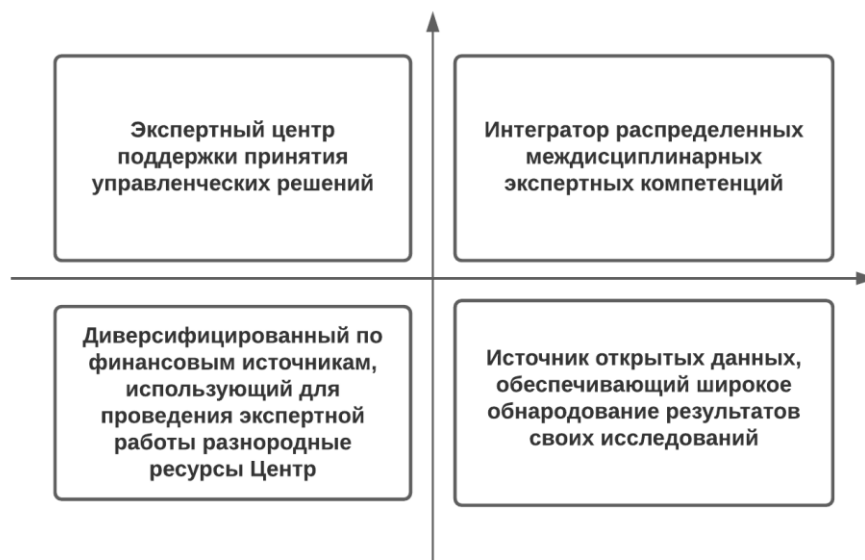 Экспертный центр
поддержки принятия
управленческих решений
Интегратор распределенных
междисциплинарных
экспертных компетенций
Диверсифицированный по
финансовым источникам,
использующий для
проведения экспертной
работы разнородные
ресурсы Центр
Источник открытых данных,
обеспечивающий широкое
обнародование результатов
своих исследований